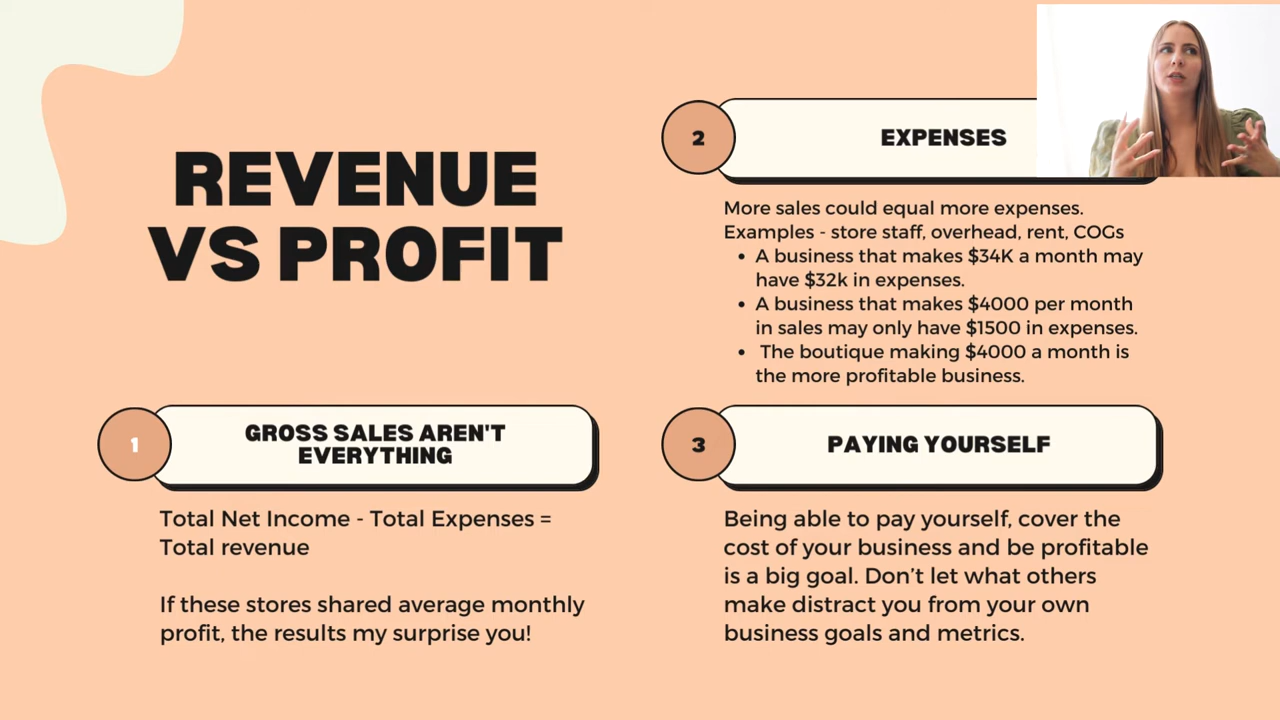 REVENUE
VS PROFIT
1
GROSS SALES AREN'T
EVERYTHING
Total Net Income - Total Expenses =
Total revenue
If these stores shared average monthly
profit, the results my surprise you!
2
EXPENSES
More sales could equal more expenses.
Examples - store staff, overhead, rent, COGs
• A business that makes $34K a month may
have $32k in expenses.
• A business that makes $4000 per month
in sales may only have $1500 in expenses.
• The boutique making $4000 a month is
the more profitable business.
3
PAYING YOURSELF
Being able to pay yourself, cover the
cost of your business and be profitable
is a big goal. Don’t let what others
make distract you from your own
business goals and metrics.